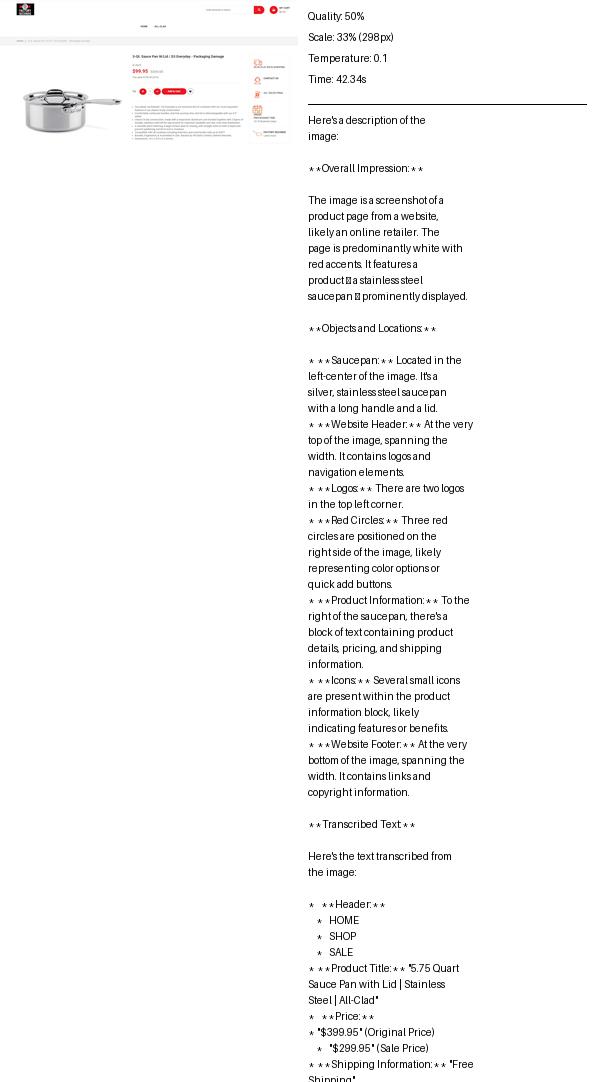 HOME
ALL-CLAD
3-Qt. Sauce Pan W/Lid / D3 Everyday - Packaging Damage
$99.95
Quality: 50%
Scale: 33% (298px)
Temperature: 0.1
Time: 42.34s
Here's a description of the
image:
**Overall Impression:**
The image is a screenshot of a
product page from a website,
likely an online retailer. The
page is predominantly white with
red accents. It features a
product a stainless steel
saucepan prominently displayed.
**Objects and Locations:**
* **Saucepan:** Located in the
left-center of the image. It's a
silver, stainless steel saucepan
with a long handle and a lid.
* **Website Header:** At the very
top of the image, spanning the
width. It contains logos and
navigation elements.
* **Logos:** There are two logos
in the top left corner.
* **Red Circles:** Three red
circles are positioned on the
right side of the image, likely
representing color options or
quick add buttons.
* **Product Information:** To the
right of the saucepan, there's a
block of text containing product
details, pricing, and shipping
information.
* **Icons:** Several small icons
are present within the product
information block, likely
indicating features or benefits.
* **Website Footer:** At the very
bottom of the image, spanning the
width. It contains links and
copyright information.
**Transcribed Text:**
Here's the text transcribed from
the image:
* **Header:**
* HOME
* SHOP
* SALE
* **Product Title:** "5.75 Quart
Sauce Pan with Lid | Stainless
Steel | All-Clad"
* **Price:**
* "$399.95" (Original Price)
* "$299.95" (Sale Price)
* **Shipping Information:** "Free
Shipping"